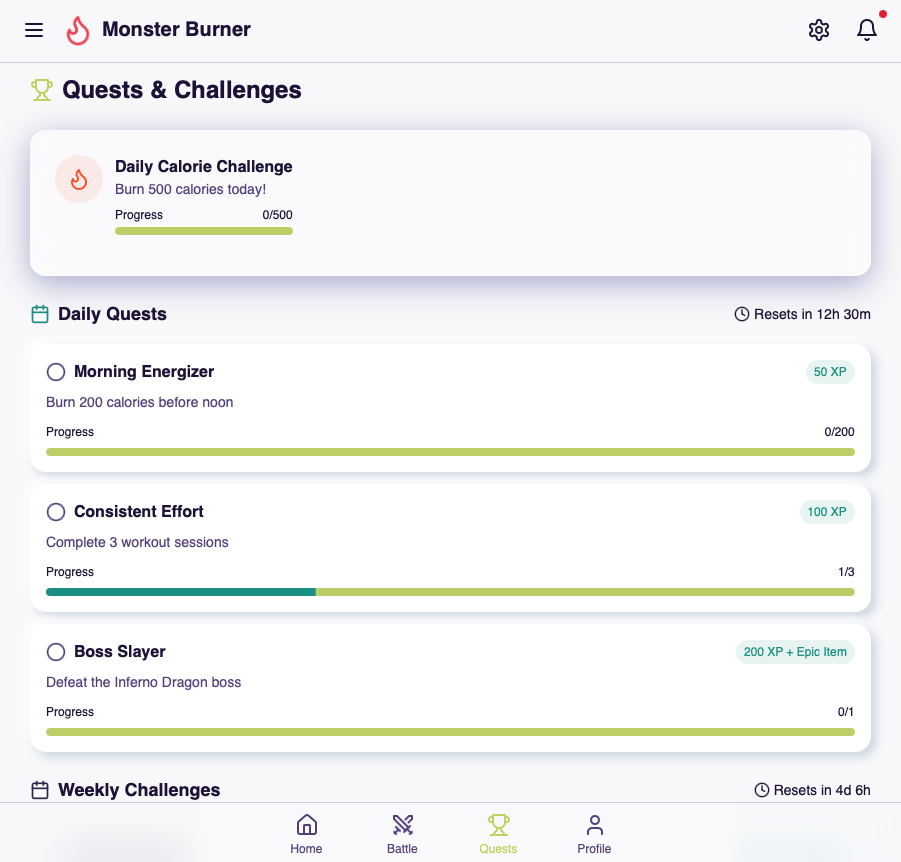 Monster Burner
Quests & Challenges
Daily Calorie Challenge
Burn 500 calories today!
Progress 0/500
Daily Quests Resets in 12h 30m
Morning Energizer 50 XP
Burn 200 calories before noon
Progress 0/200
Consistent Effort 100 XP
Complete 3 workout sessions
Progress 1/3
Boss Slayer 200 XP + Epic Item
Defeat the Inferno Dragon boss
Progress 0/1
Weekly Challenges Resets in 4d 6h
Home Battle Quests Profile